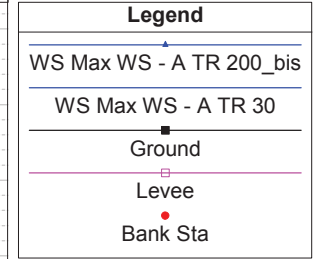 Legend
WS Max WS - A TR 200_bis
WS Max WS - A TR 30
Ground
Levee
Bank Sta